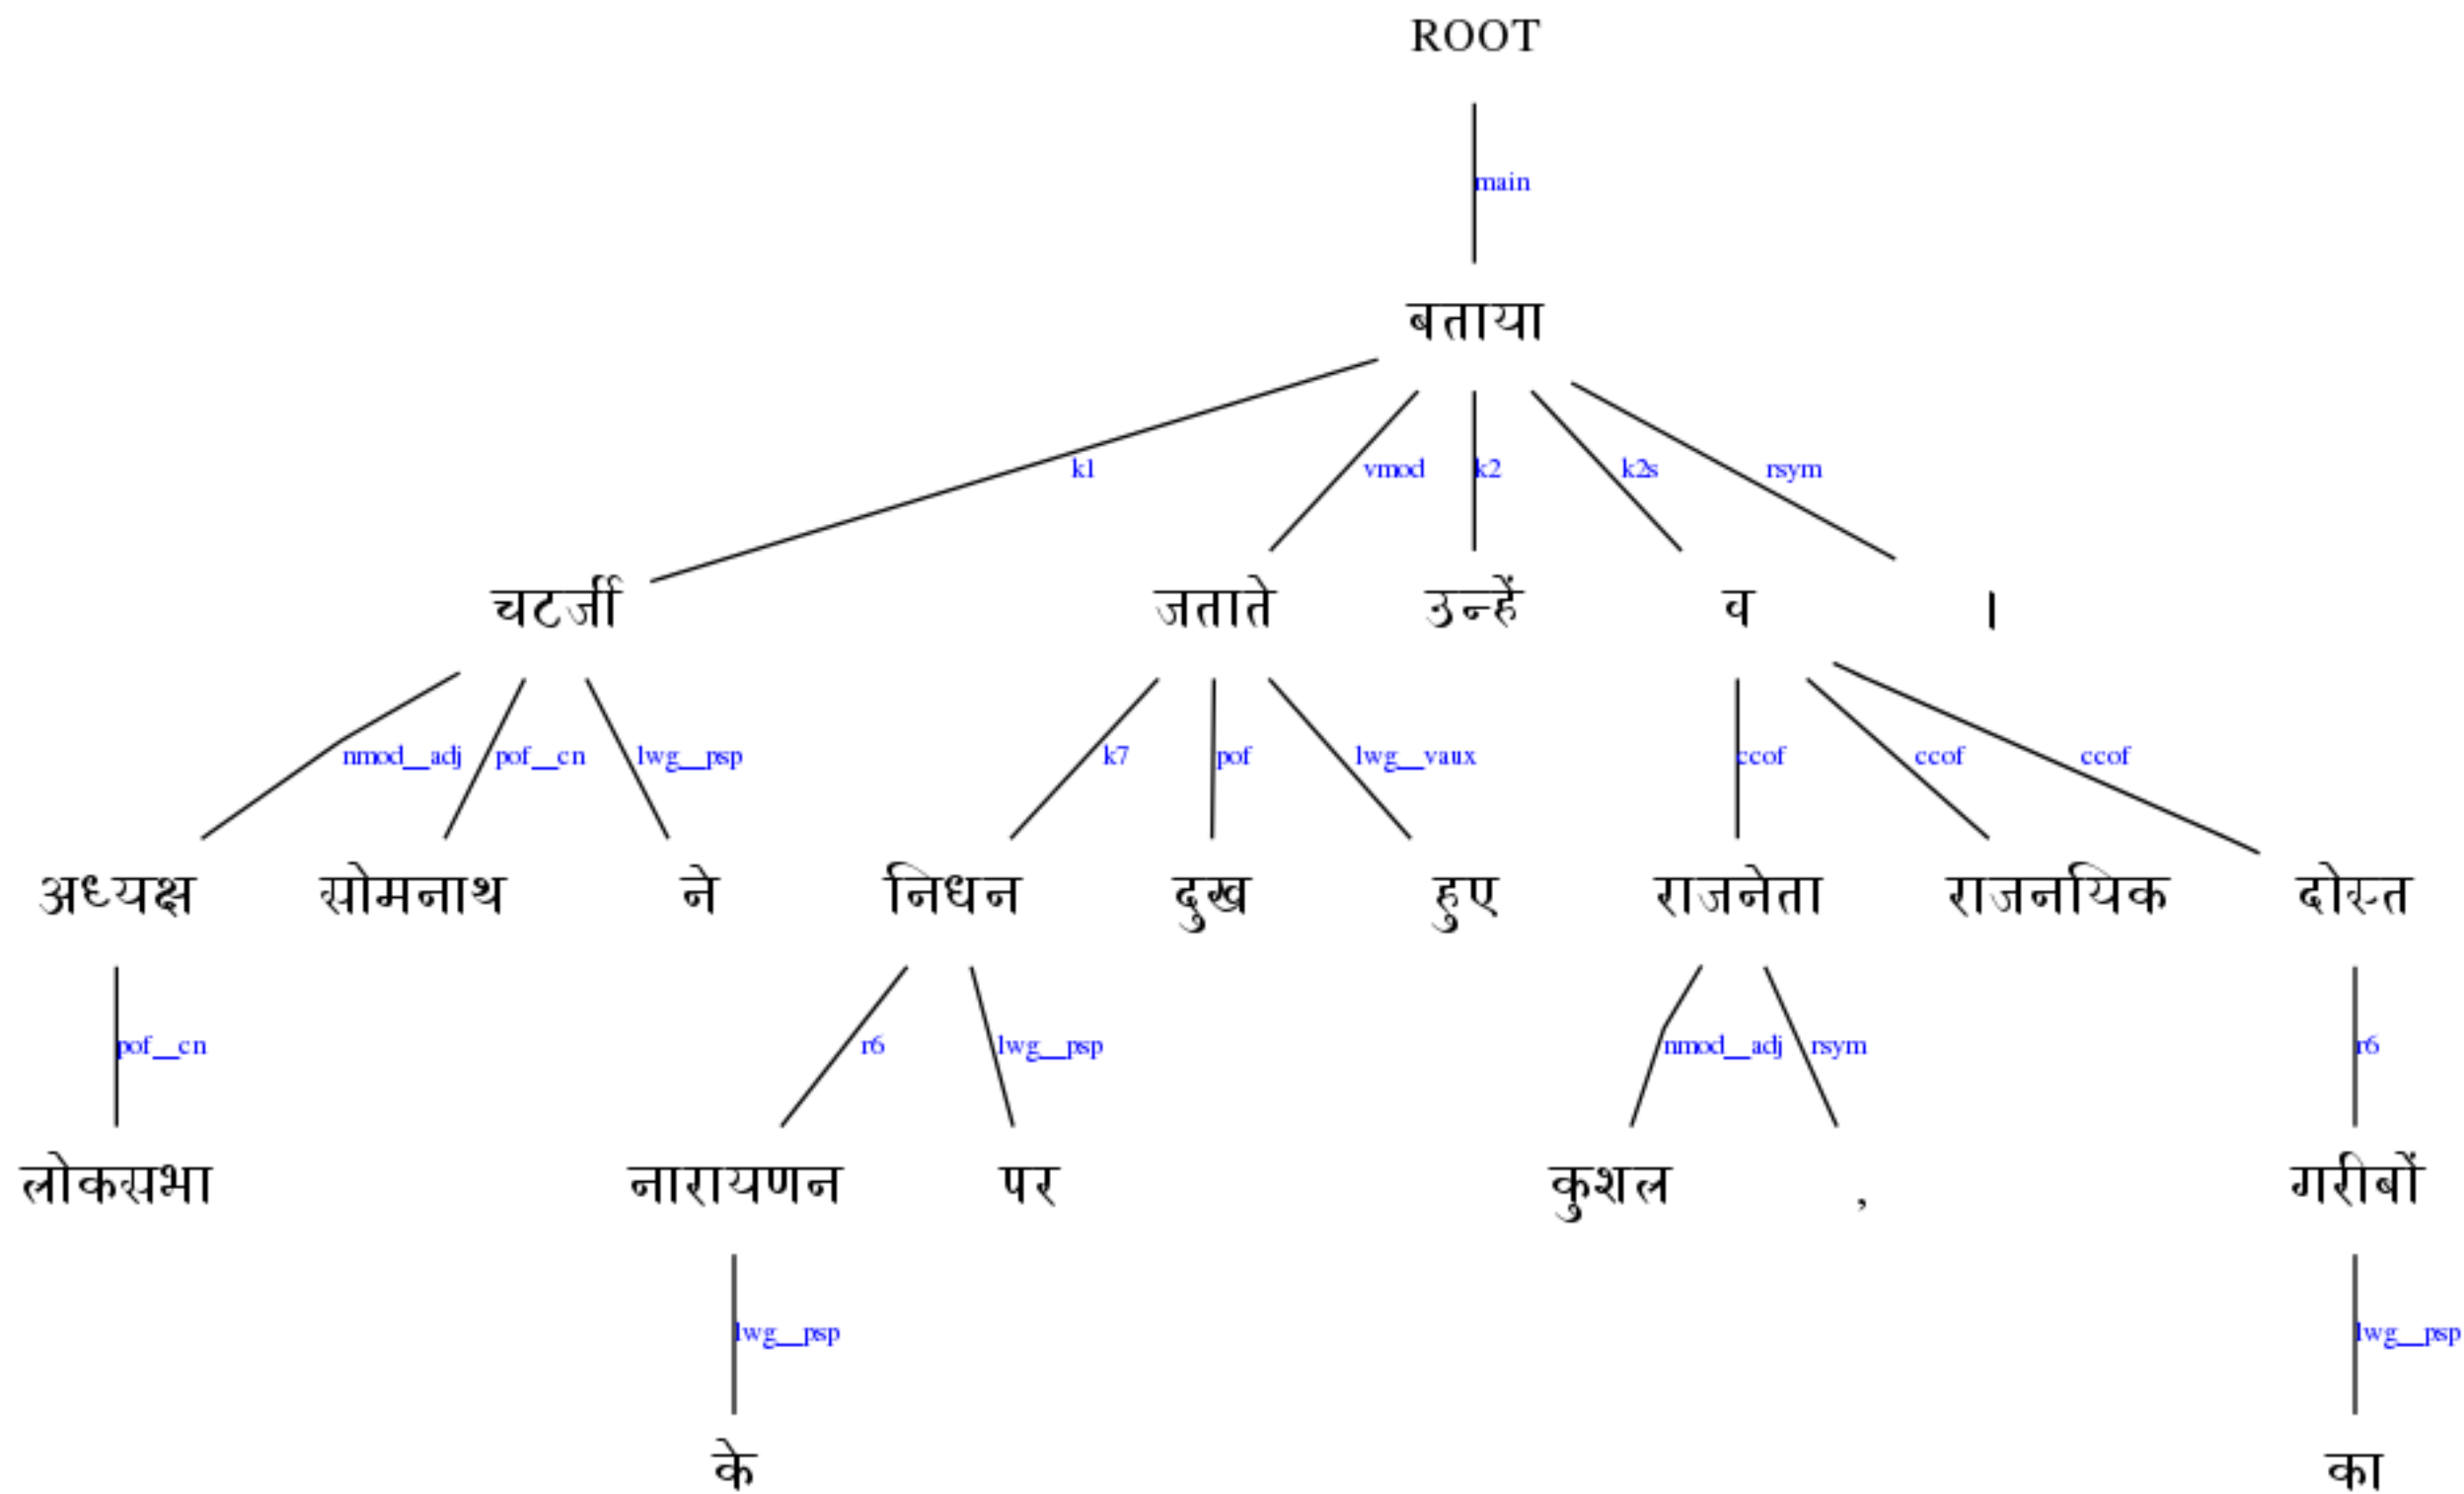 ROOT
main
बताया
k1 vmod k2 k2s rsym
चटर्जी जताते उन्हें व ।
nmod__adj pof__cn lwg__psp k7 pof lwg__vaux ccof ccof ccof
अध्यक्ष सोमनाथ ने निधन दुख हुए राजनेता राजनयिक दोस्त
pof__cn r6 lwg__psp nmod__adj rsym r6
लोकसभा नारायणन पर कुशल , गरीबों
lwg__psp lwg__psp
के का